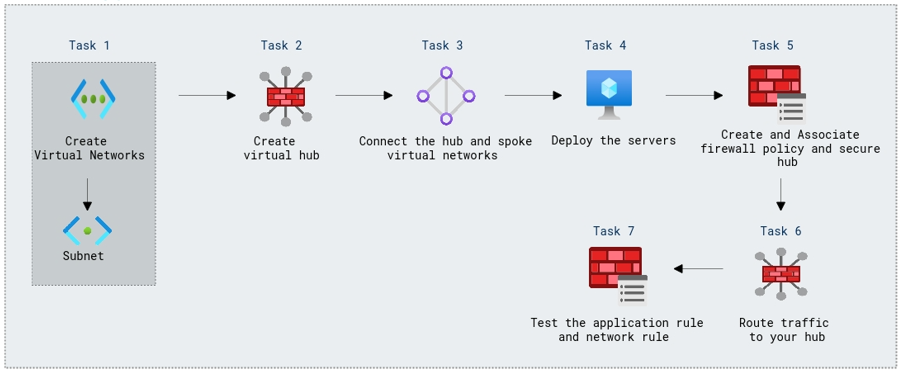 Task 1
Create
Virtual Networks
Subnet
Task 2
Create
virtual hub
Task 3
Connect the hub and spoke
virtual networks
Task 4
Deploy the servers
Task 5
Create and Associate
firewall policy and secure
hub
Task 6
Route traffic
to your hub
Task 7
Test the application rule
and network rule